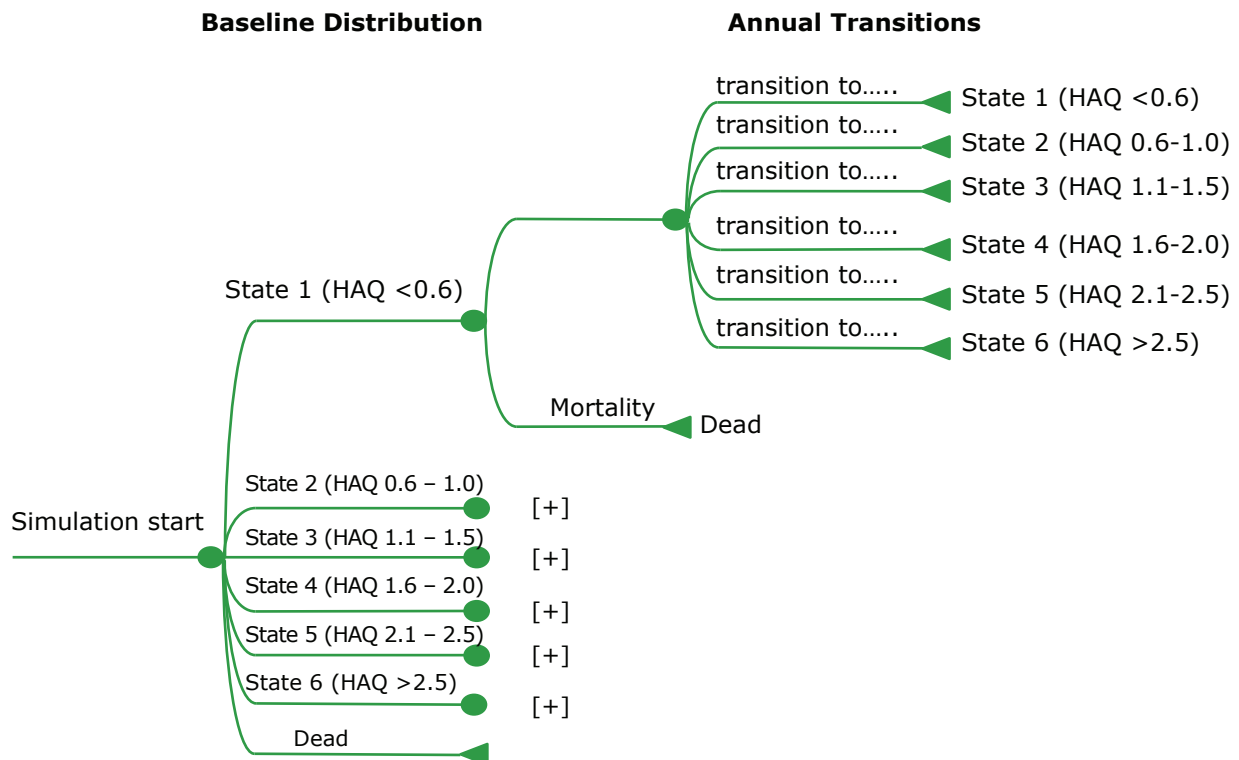 Baseline Distribution
Annual Transitions
transition to…..
State 1 (HAQ <0.6)
transition to…..
State 2 (HAQ 0.6-1.0)
transition to…..
State 3 (HAQ 1.1-1.5)
transition to…..
State 4 (HAQ 1.6-2.0)
transition to…..
State 5 (HAQ 2.1-2.5)
transition to…..
State 6 (HAQ >2.5)
State 1 (HAQ <0.6)
Mortality
Dead
Simulation start
State 2 (HAQ 0.6 – 1.0)
[+]
State 3 (HAQ 1.1 – 1.5)
[+]
State 4 (HAQ 1.6 – 2.0)
[+]
State 5 (HAQ 2.1 – 2.5)
[+]
State 6 (HAQ >2.5)
[+]
Dead